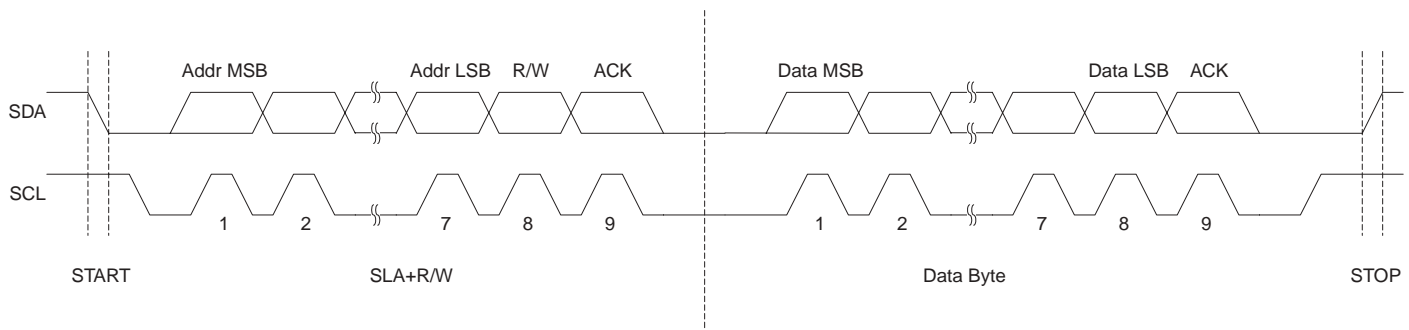 Addr MSB Addr LSB R/W ACK Data MSB Data LSB ACK
SDA
SCL
1 2 7 8 9 1 2 7 8 9
START SLA+R/W Data Byte STOP